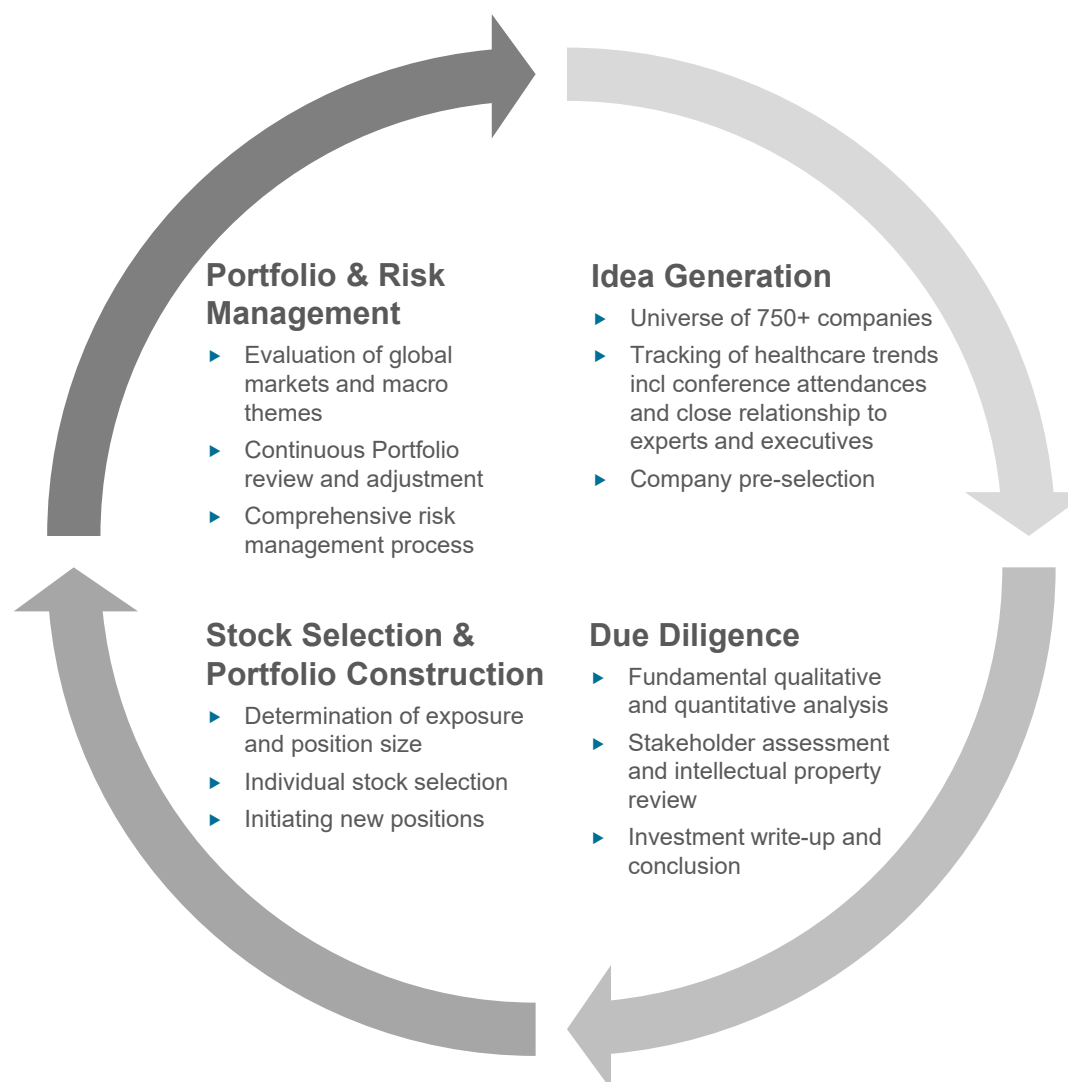 Portfolio & Risk
Management
Evaluation of global
markets and macro
themes
Continuous Portfolio
review and adjustment
Comprehensive risk
management process
Idea Generation
Universe of 750+ companies
Tracking of healthcare trends
incl conference attendances
and close relationship to
experts and executives
Company pre-selection
Stock Selection &
Portfolio Construction
Determination of exposure
and position size
Individual stock selection
Initiating new positions
Due Diligence
Fundamental qualitative
and quantitative analysis
Stakeholder assessment
and intellectual property
review
Investment write-up and
conclusion